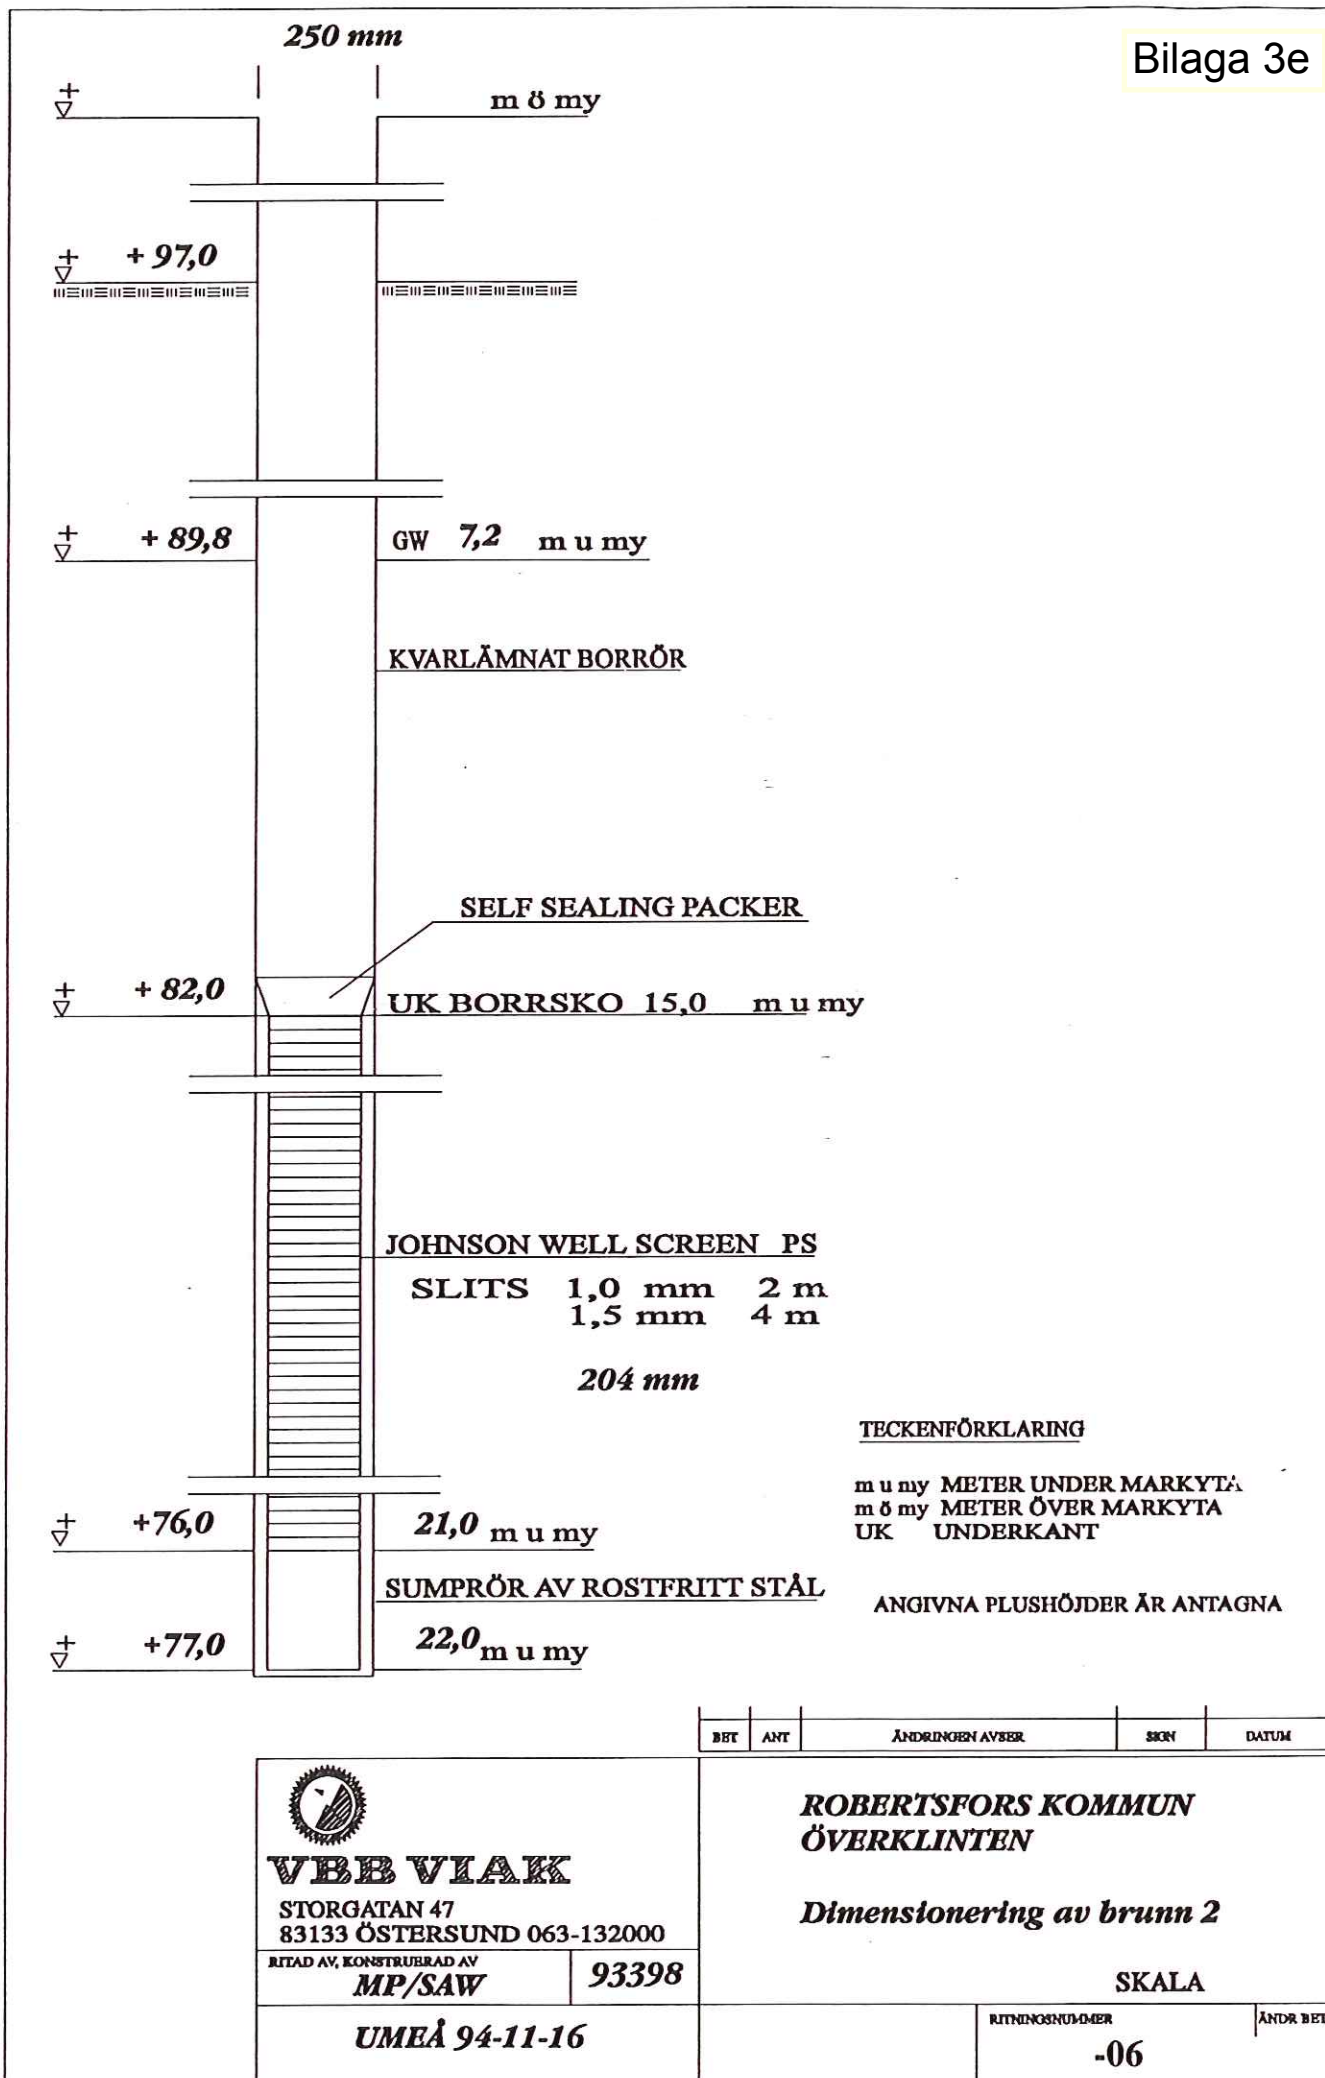 250 mm
Bilaga 3e
+
m ö my
+ + 97,0
+ + 89,8 GW 7,2 m u my
KVARLÄMNAT BORRÖR
SELF SEALING PACKER
+ + 82,0 UK BORRSKO 15,0 m u my
JOHNSON WELL SCREEN PS
SLITS 1,0 mm 2 m
1,5 mm 4 m
204 mm
TECKENFÖRKLARING
m u my METER UNDER MARKYTA
m ö my METER ÖVER MARKYTA
UK UNDERKANT
+ +76,0 21,0 m u my
SUMPRÖR AV ROSTFRITT STÅL
ANGIVNA PLUSHÖJDER ÄR ANTAGNA
+ +77,0 22,0 m u my
BET ANT ÄNDRINGEN AVSER SIGN DATUM
VBB VIAK
STORGATAN 47
83133 ÖSTERSUND 063-132000
RITAD AV, KONSTRUERAD AV
MP/SAW
93398
UMEÅ 94-11-16
ROBERTSFORS KOMMUN
ÖVERKLINTEN
Dimensionering av brunn 2
SKALA
RITNINGSNUMMER
-06
ÄNDR BET